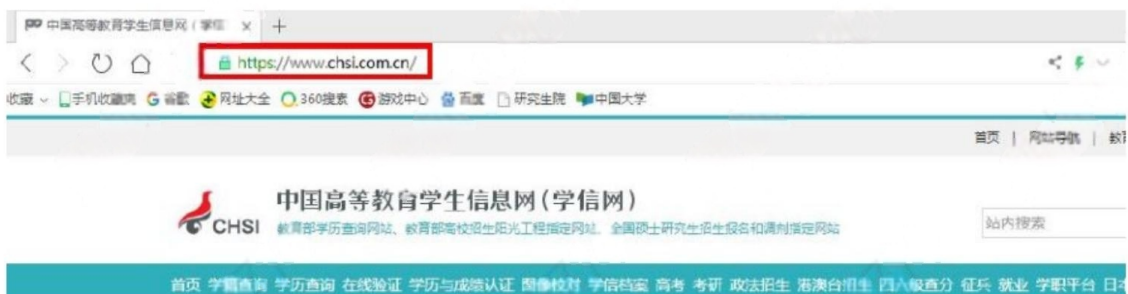 中国高等教育学生信息网（学信 × +
https://www.chsi.com.cn/
收藏 手机收藏夹 G 谷歌 网址大全 360搜索 游戏中心 百度 研究生院 中国大学
首页 | 网站导航 |
中国高等教育学生信息网(学信网)
CHSI 教育部学历查询网站、教育部高校招生阳光工程指定网站、全国硕士研究生招生报名和调剂指定网站
站内搜索
首页 学籍查询 学历查询 在线验证 学历与成绩认证 图像校对 学信档案 高考 考研 政法招生 港澳台招生 四六级查分 征兵 就业 学职平台 日本